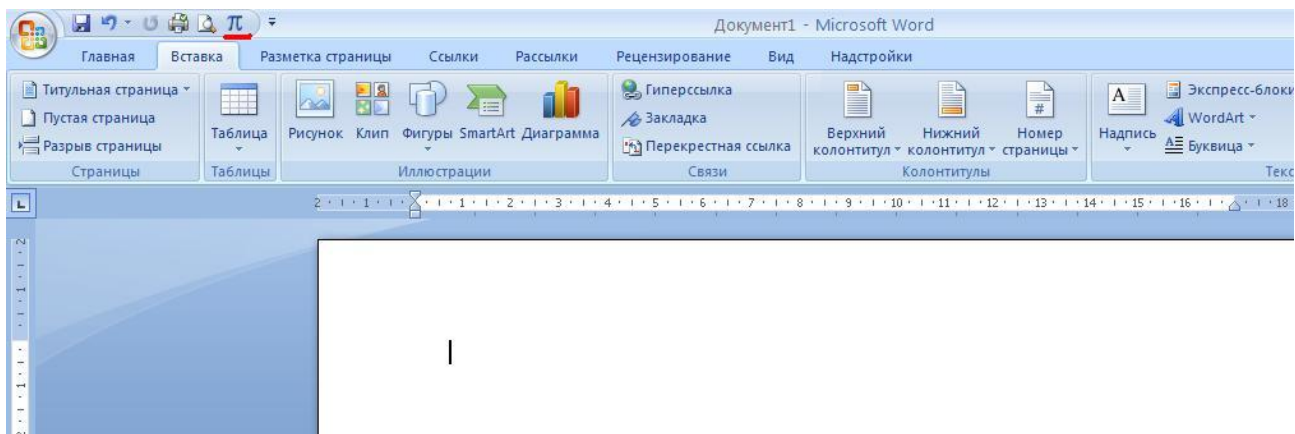 π
Документ1 - Microsoft Word
Главная Вставка Разметка страницы Ссылки Рассылки Рецензирование Вид Надстройки
Титульная страница
Пустая страница
Разрыв страницы
Страницы
Таблица
Таблицы
Рисунок Клип Фигуры SmartArt Диаграмма
Иллюстрации
Гиперссылка
Закладка
Перекрестная ссылка
Связи
Верхний колонтитул
Нижний колонтитул
Номер страницы
#
Колонтитулы
A
Надпись
Экспресс-блоки
WordArt
Буквица
Текс
2 1 1 2 3 4 5 6 7 8 9 10 11 12 13 14 15 16 18
2
1
1
2